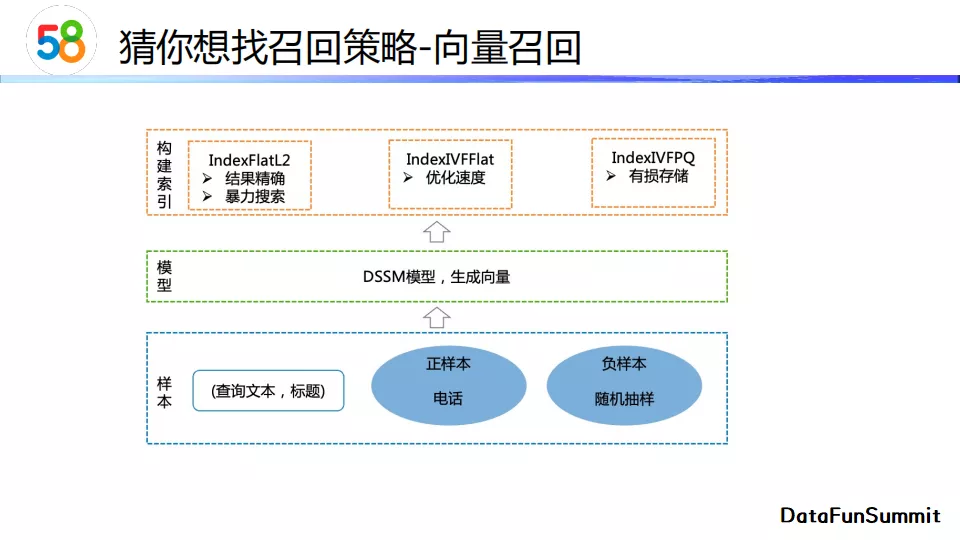 58
猜你想找召回策略-向量召回
构建索引
IndexFlatL2
➢ 结果精确
➢ 暴力搜索
IndexIVFFlat
➢ 优化速度
IndexIVFPQ
➢ 有损存储
模型
DSSM模型，生成向量
样本
(查询文本，标题)
正样本
电话
负样本
随机抽样
DataFunSummit